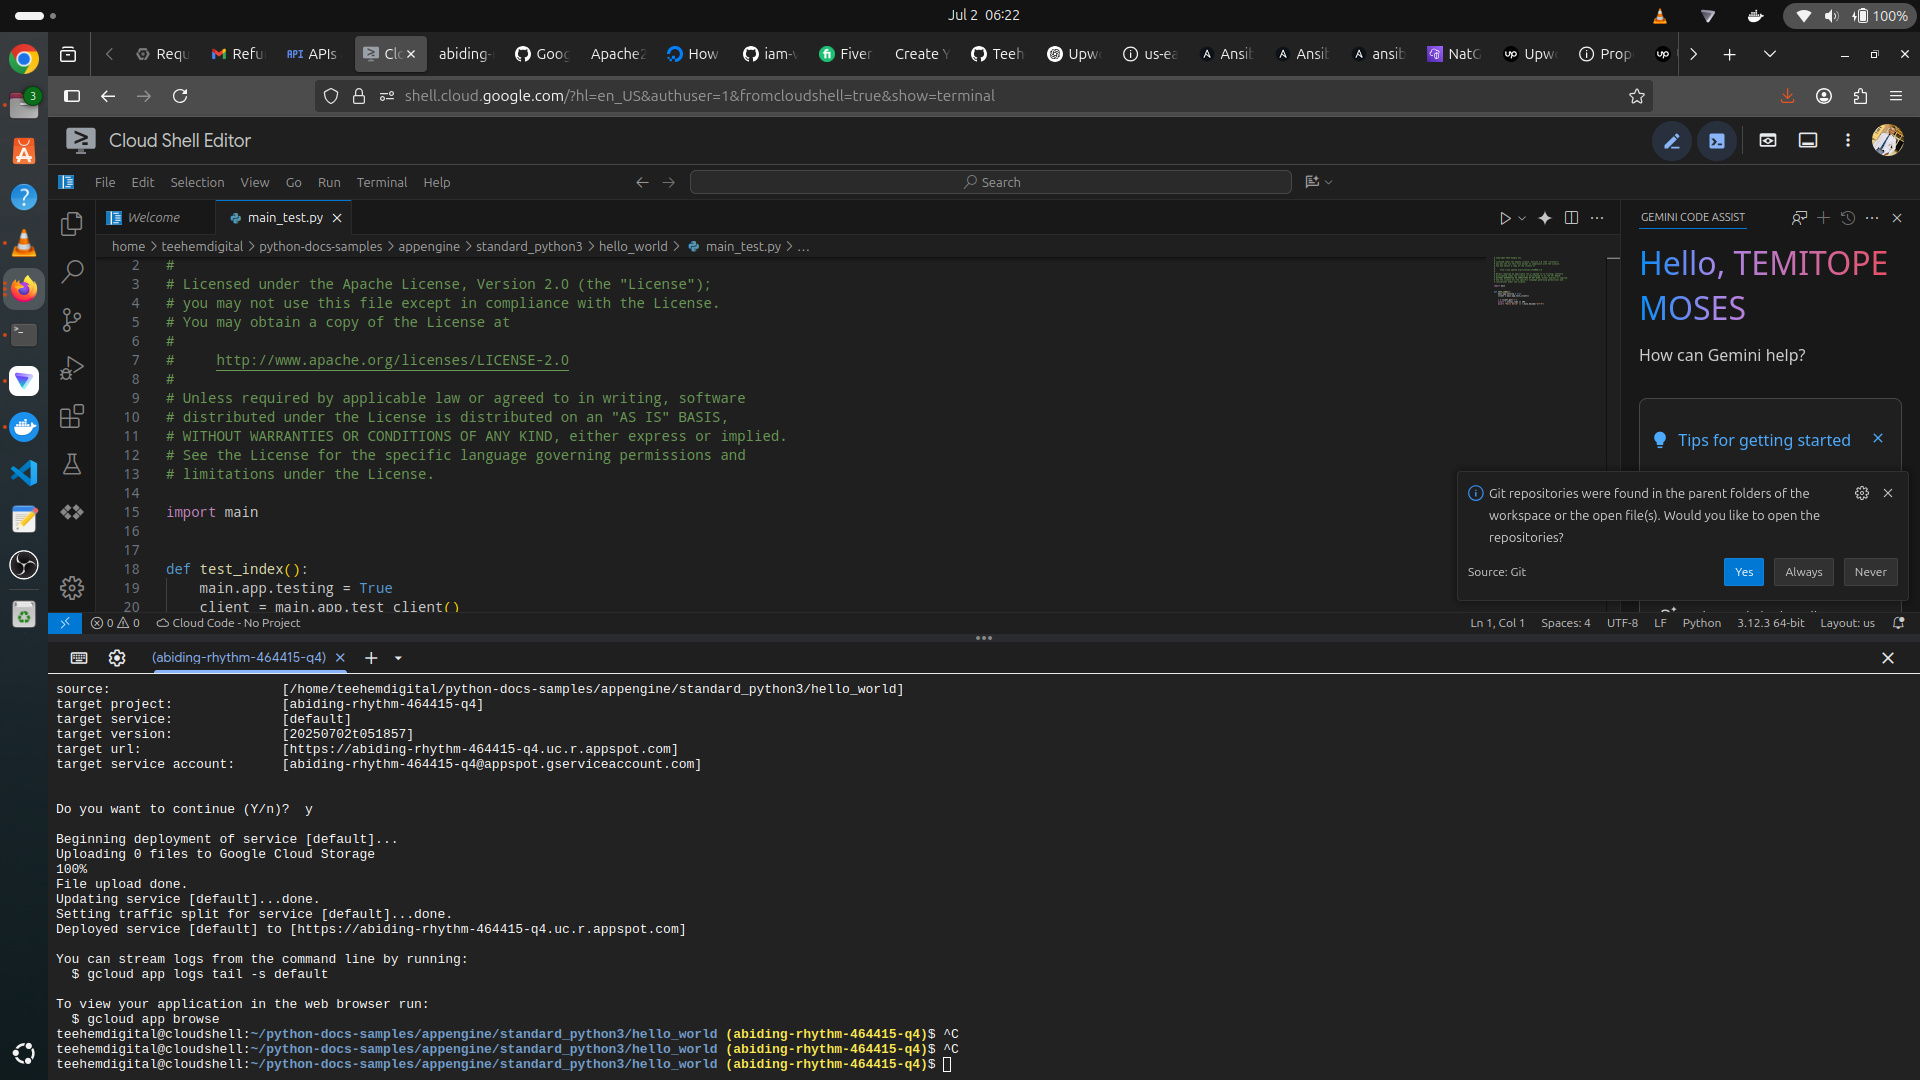 Jul 2 06:22
100%
3
Requ
Refu
API APIs
Clo
abiding-
Goog
Apache2
How
iam-
Fiver
Create Y
Teeh
Upw
us-ea
Ansib
Ansib
ansib
NatG
Upw
Prop
up
shell.cloud.google.com/?hl=en_US&authuser=1&fromcloudshell=true&show=terminal
Cloud Shell Editor
File Edit Selection View Go Run Terminal Help
Search
Welcome
main_test.py
GEMINI CODE ASSIST
home > teehemdigital > python-docs-samples > appengine > standard_python3 > hello_world > main_test.py > ...
2 #
3 # Licensed under the Apache License, Version 2.0 (the "License");
4 # you may not use this file except in compliance with the License.
5 # You may obtain a copy of the License at
6 #
7 #     http://www.apache.org/licenses/LICENSE-2.0
8 #
9 # Unless required by applicable law or agreed to in writing, software
10 # distributed under the License is distributed on an "AS IS" BASIS,
11 # WITHOUT WARRANTIES OR CONDITIONS OF ANY KIND, either express or implied.
12 # See the License for the specific language governing permissions and
13 # limitations under the License.
14
15 import main
16
17
18 def test_index():
19     main.app.testing = True
20     client = main.app.test_client()
Hello, TEMITOPE
MOSES
How can Gemini help?
Tips for getting started
Git repositories were found in the parent folders of the
workspace or the open file(s). Would you like to open the
repositories?
Source: Git
Yes
Always
Never
0 0 Cloud Code - No Project
Ln 1, Col 1 Spaces: 4 UTF-8 LF Python 3.12.3 64-bit Layout: us
(abiding-rhythm-464415-q4)
source: [/home/teehemdigital/python-docs-samples/appengine/standard_python3/hello_world]
target project: [abiding-rhythm-464415-q4]
target service: [default]
target version: [20250702t051857]
target url: [https://abiding-rhythm-464415-q4.uc.r.appspot.com]
target service account: [abiding-rhythm-464415-q4@appspot.gserviceaccount.com]
Do you want to continue (Y/n)? y
Beginning deployment of service [default]...
Uploading 0 files to Google Cloud Storage
100%
File upload done.
Updating service [default]...done.
Setting traffic split for service [default]...done.
Deployed service [default] to [https://abiding-rhythm-464415-q4.uc.r.appspot.com]
You can stream logs from the command line by running:
$ gcloud app logs tail -s default
To view your application in the web browser run:
$ gcloud app browse
teehemdigital@cloudshell:~/python-docs-samples/appengine/standard_python3/hello_world (abiding-rhythm-464415-q4)$ ^C
teehemdigital@cloudshell:~/python-docs-samples/appengine/standard_python3/hello_world (abiding-rhythm-464415-q4)$ ^C
teehemdigital@cloudshell:~/python-docs-samples/appengine/standard_python3/hello_world (abiding-rhythm-464415-q4)$